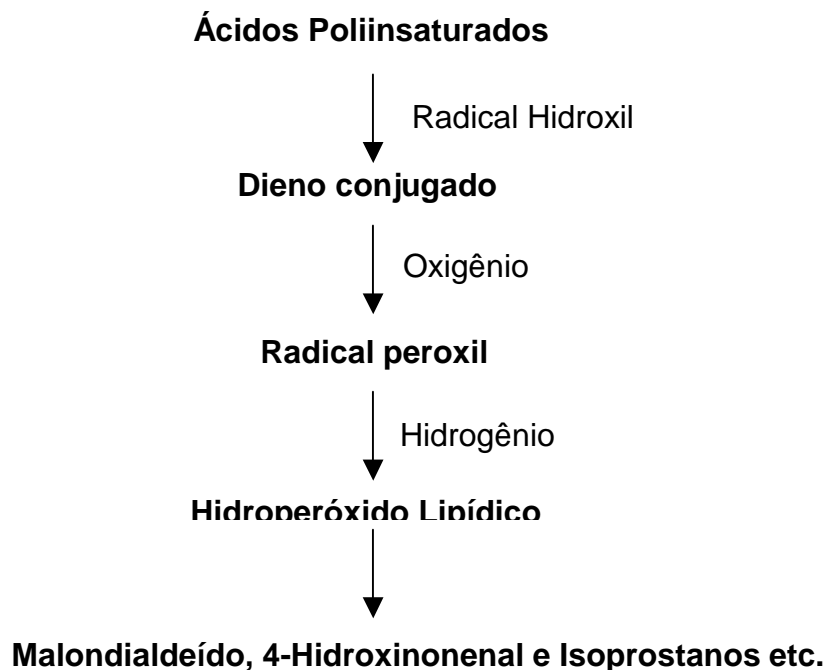 Ácidos Poliinsaturados
Radical Hidroxil
Dieno conjugado
Oxigênio
Radical peroxil
Hidrogênio
Hidroperóxido Lipídico
Malondialdeído, 4-Hidroxinonenal e Isoprostanos etc.